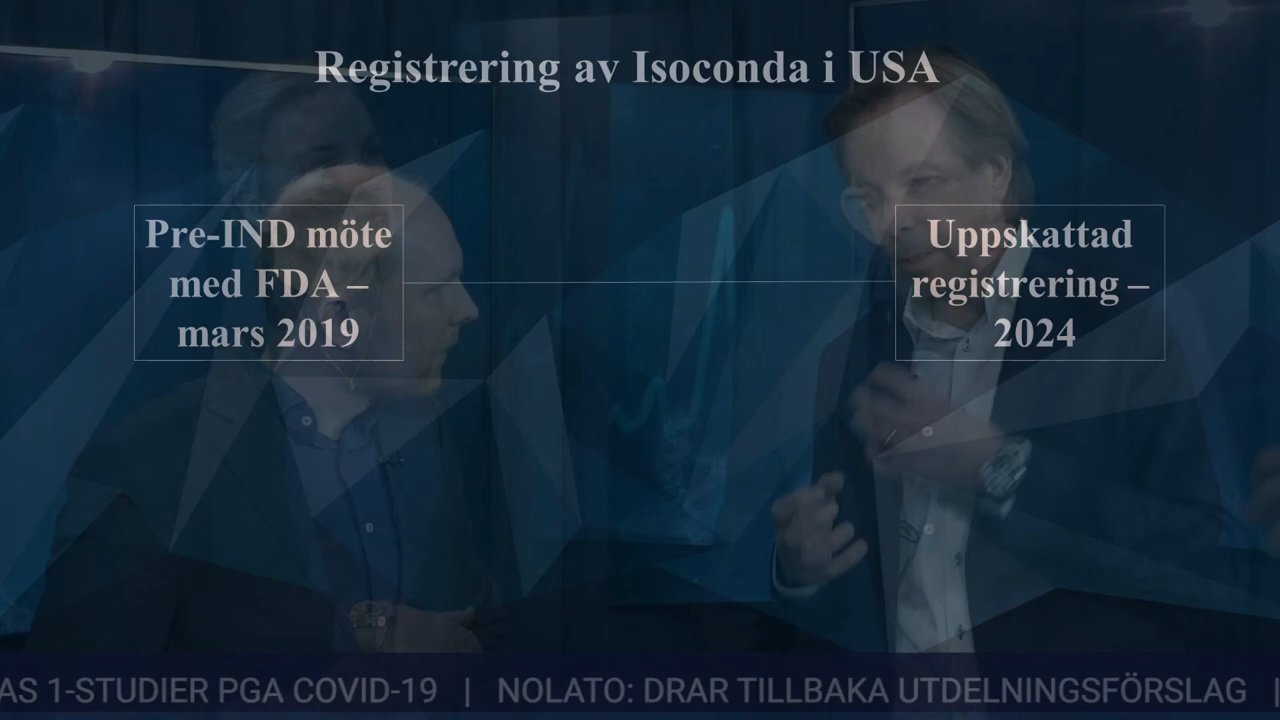 Registrering av Isoconda i USA
Pre-IND möte
med FDA –
mars 2019
Uppskattad
registrering –
2024
AS 1-STUDIER PGA COVID-19 | NOLATO: DRAR TILLBAKA UTDELNINGSFÖRSLAG |